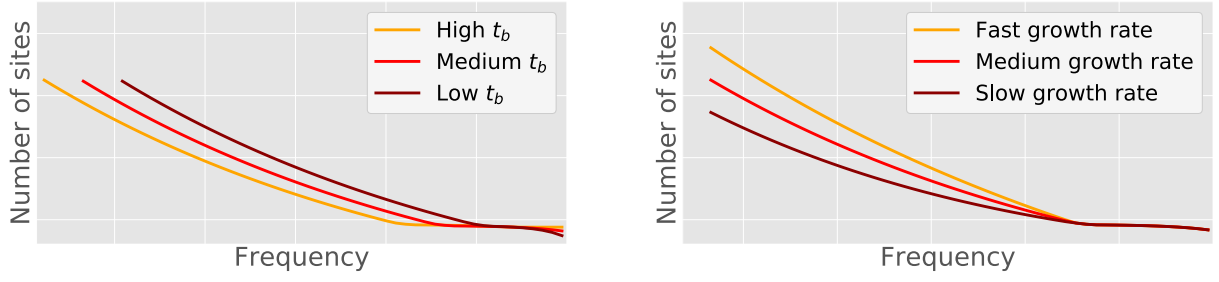 Number of sites
High t_b
Medium t_b
Low t_b
Frequency
Number of sites
Fast growth rate
Medium growth rate
Slow growth rate
Frequency